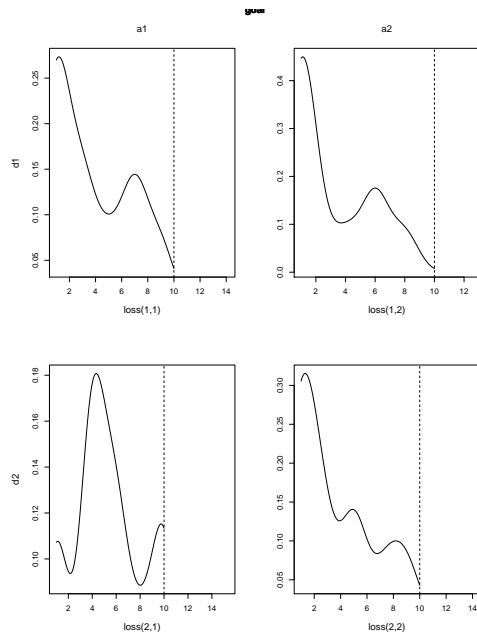 goal
a1
a2
d1
0.05 0.10 0.15 0.20 0.25
2 4 6 8 10 12 14
loss(1,1)
0.0 0.1 0.2 0.3 0.4
2 4 6 8 10 12
loss(1,2)
d2
0.10 0.12 0.14 0.16 0.18
2 4 6 8 10 12 14
loss(2,1)
0.05 0.10 0.15 0.20 0.25 0.30
2 4 6 8 10 12 14
loss(2,2)